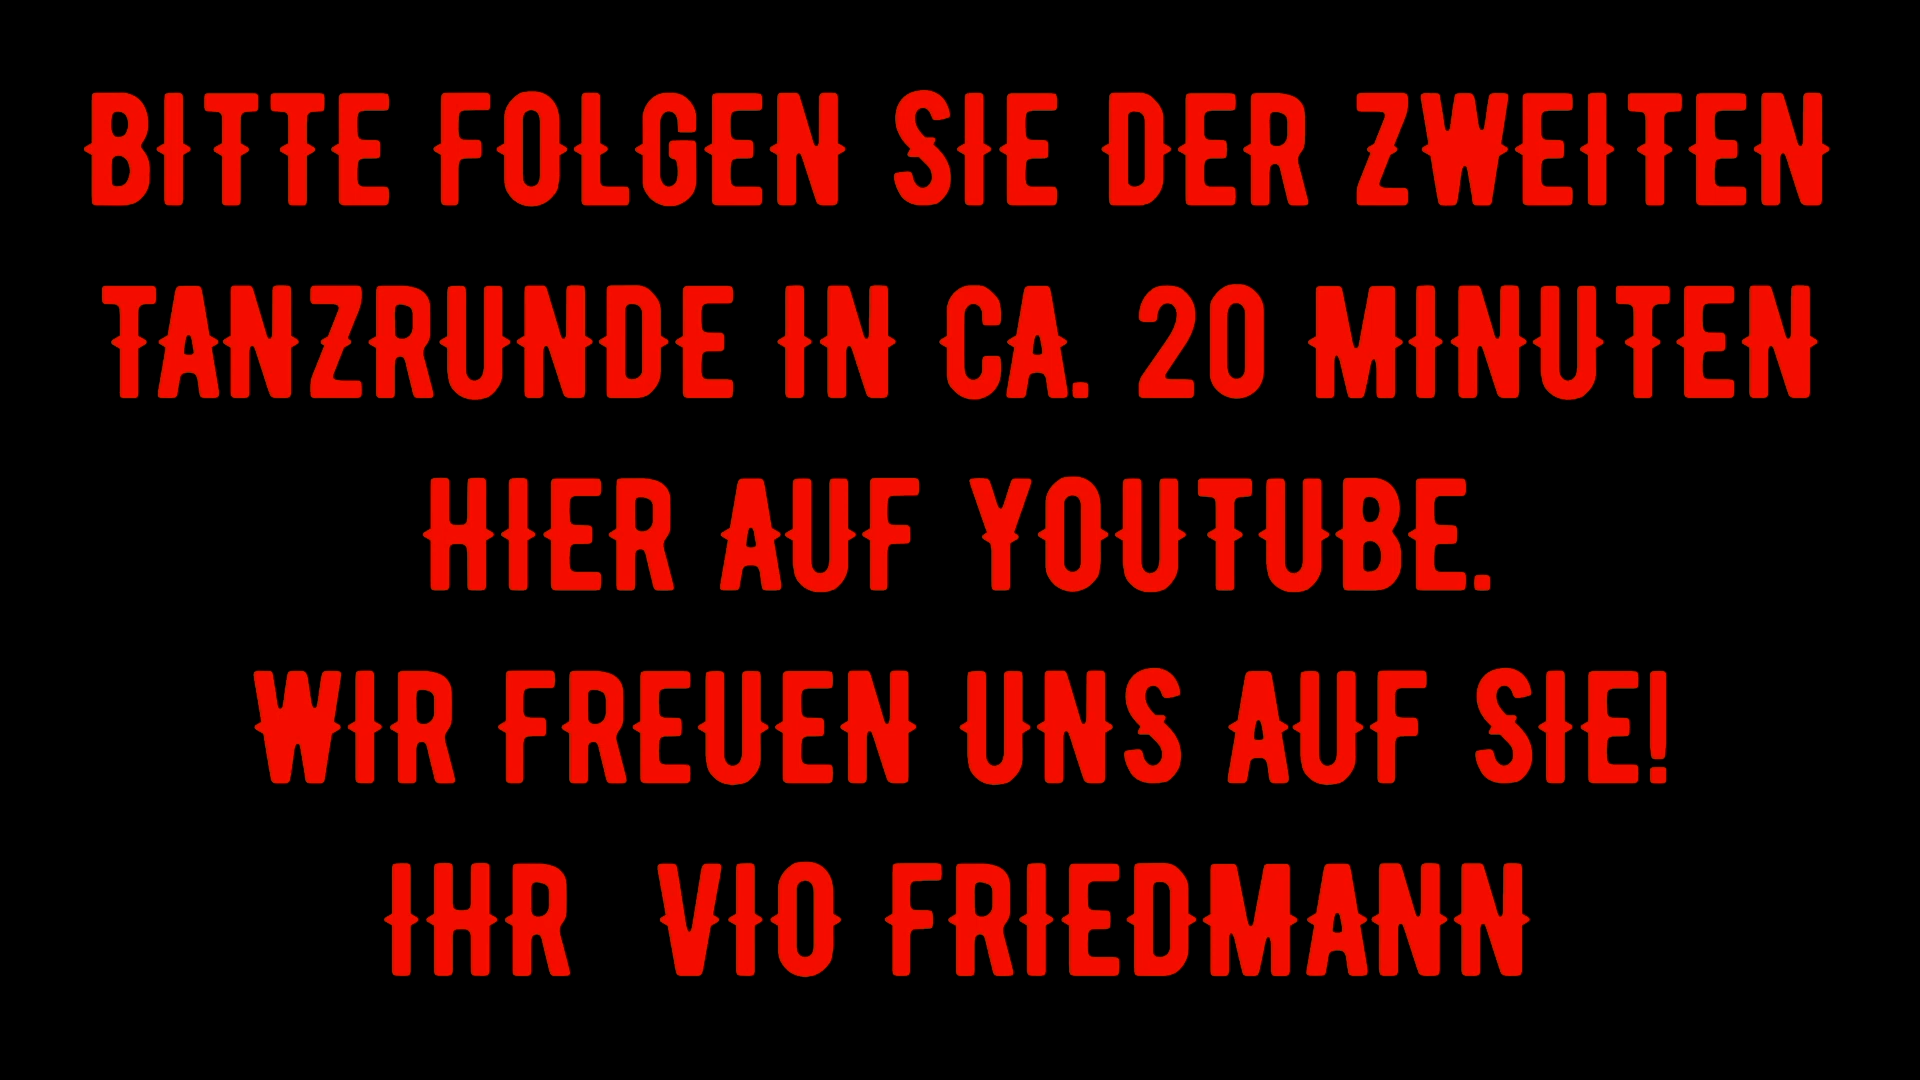 BITTE FOLGEN SIE DER ZWEITEN
TANZRUNDE IN CA. 20 MINUTEN
HIER AUF YOUTUBE.
WIR FREUEN UNS AUF SIE!
IHR VIO FRIEDMANN